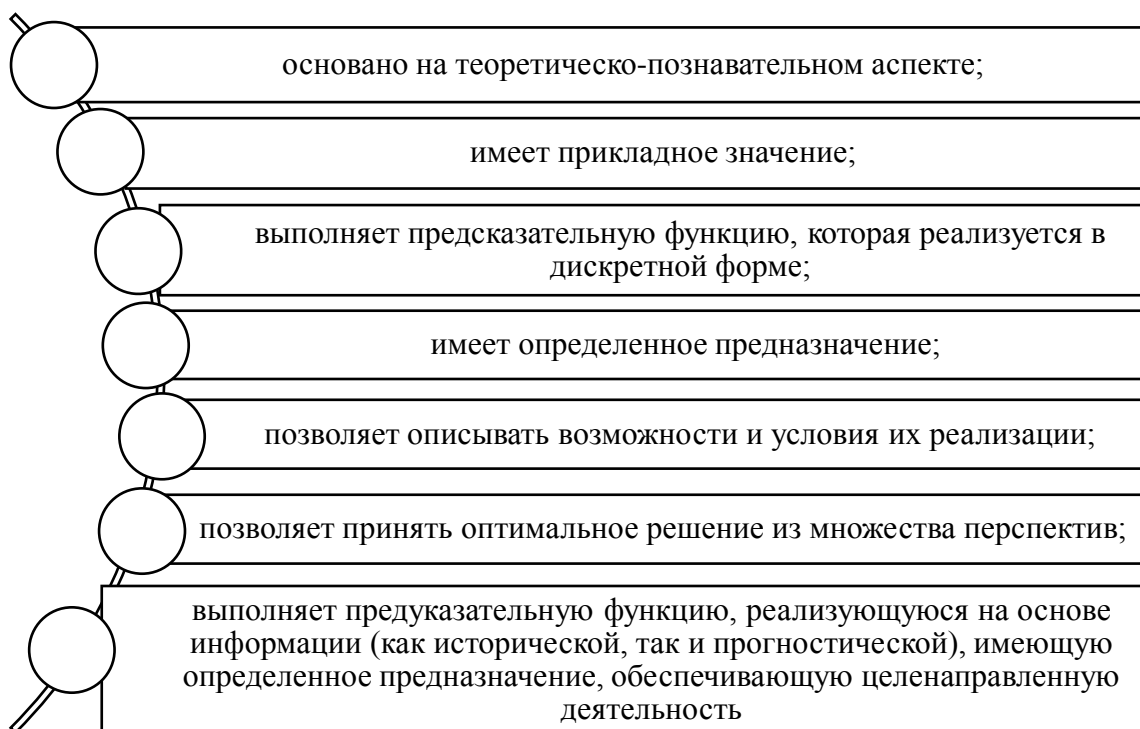 основано на теоретическо-познавательном аспекте;
имеет прикладное значение;
выполняет предсказательную функцию, которая реализуется в
дискретной форме;
имеет определенное предназначение;
позволяет описывать возможности и условия их реализации;
позволяет принять оптимальное решение из множества перспектив;
выполняет предуказательную функцию, реализующуюся на основе
информации (как исторической, так и прогностической), имеющую
определенное предназначение, обеспечивающую целенаправленную
деятельность